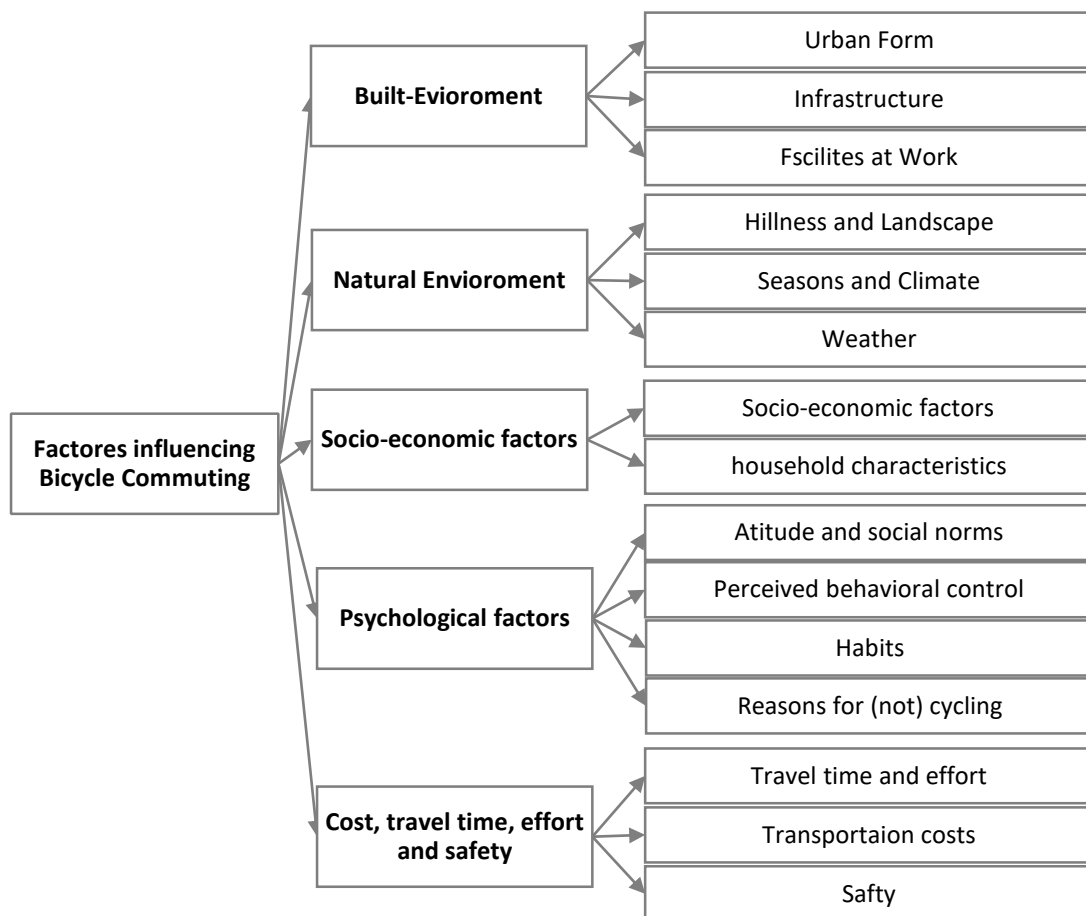 Factores influencing
Bicycle Commuting
Built-Evioroment
Urban Form
Infrastructure
Fscilites at Work
Natural Envioroment
Hillness and Landscape
Seasons and Climate
Weather
Socio-economic factors
Socio-economic factors
household characteristics
Psychological factors
Atitude and social norms
Perceived behavioral control
Habits
Reasons for (not) cycling
Cost, travel time, effort
and safety
Travel time and effort
Transportaion costs
Safty